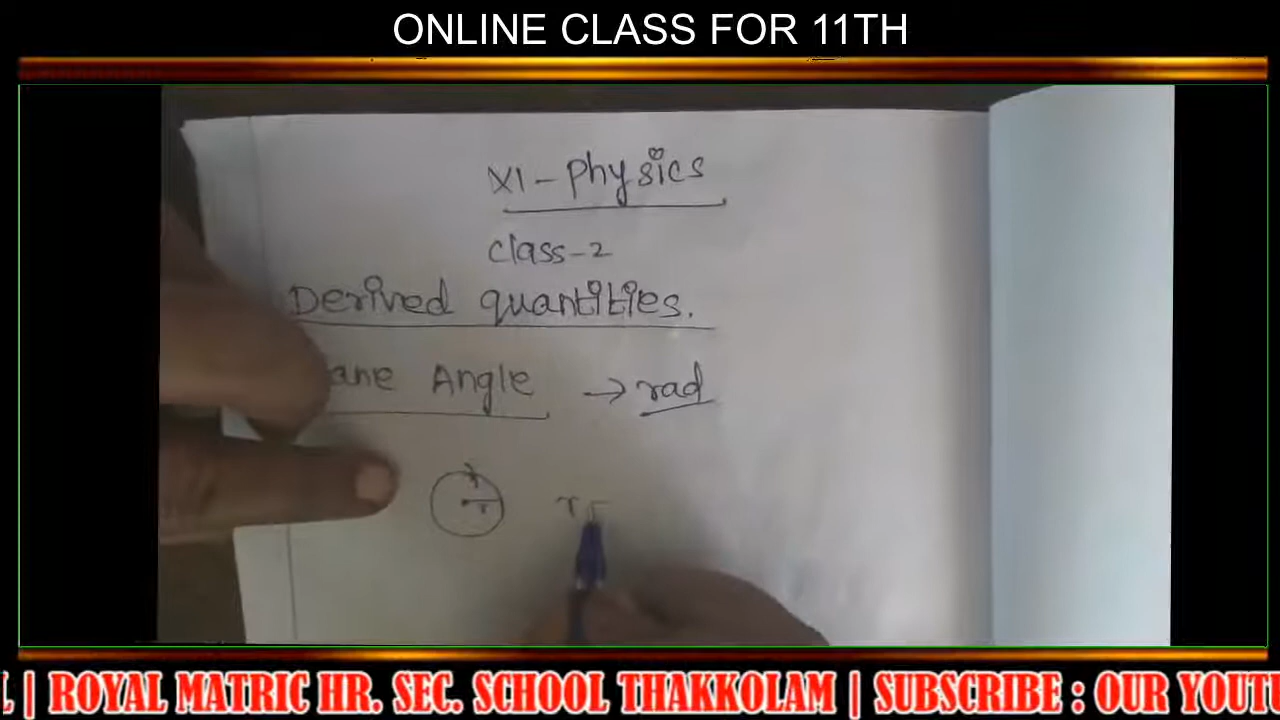 ONLINE CLASS FOR 11TH
XI - Physics
Class-2
Derived quantities.
ane Angle → rad
r
r
| ROYAL MATRIC HR. SEC. SCHOOL THAKKOLAM | SUBSCRIBE : OUR YOUT